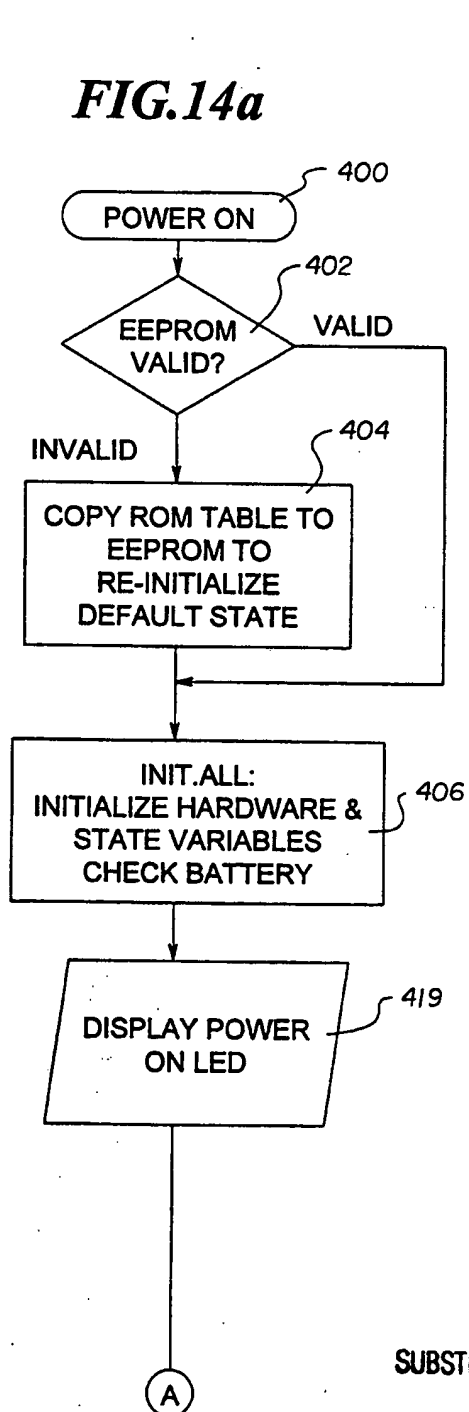 FIG.14a
400
POWER ON
402
EEPROM
VALID?
VALID
INVALID
404
COPY ROM TABLE TO
EEPROM TO
RE-INITIALIZE
DEFAULT STATE
INIT.ALL:
INITIALIZE HARDWARE &
STATE VARIABLES
CHECK BATTERY
406
DISPLAY POWER
ON LED
419
A